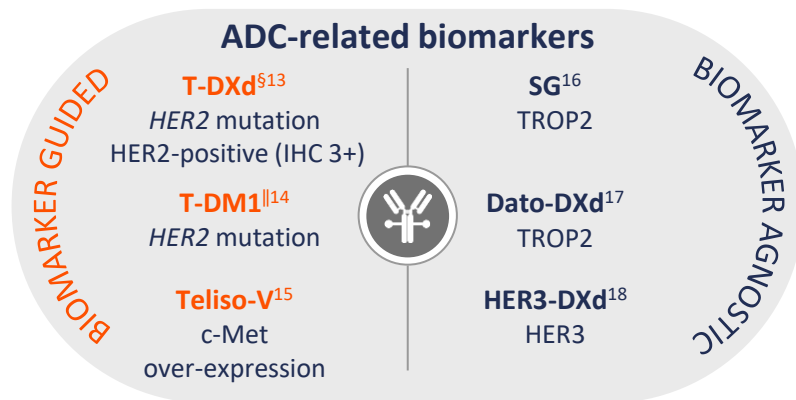 ADC-related biomarkers
BIOMARKER GUIDED
T-DXd§13
HER2 mutation
HER2-positive (IHC 3+)
T-DM1||14
HER2 mutation
Teliso-V15
c-Met
over-expression
SG16
TROP2
Dato-DXd17
TROP2
HER3-DXd18
HER3
BIOMARKER AGNOSTIC